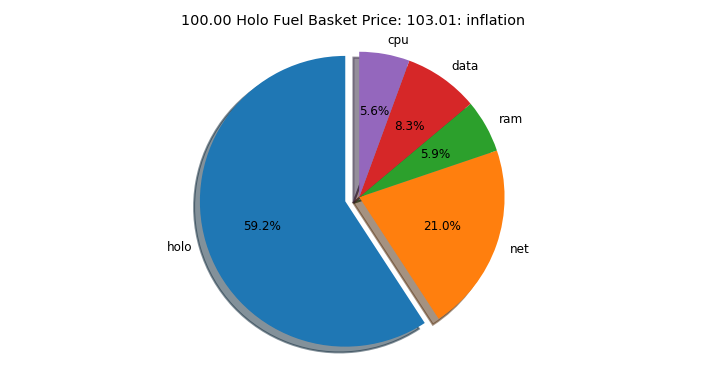 100.00 Holo Fuel Basket Price: 103.01: inflation
cpu
data
5.6%
8.3%
ram
5.9%
59.2%
21.0%
holo
net